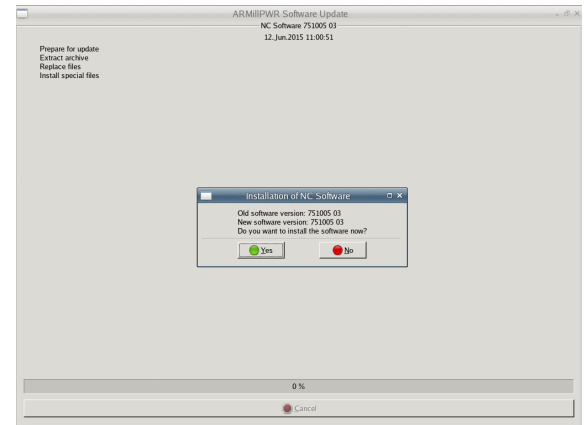 ARMillPWR Software Update
NC Software 751005 03
12.Jun.2015 11:00:51
Prepare for update
Extract archive
Replace files
Install special files
Installation of NC Software
Old software version: 751005 03
New software version: 751005 03
Do you want to install the software now?
Yes
No
0 %
Cancel